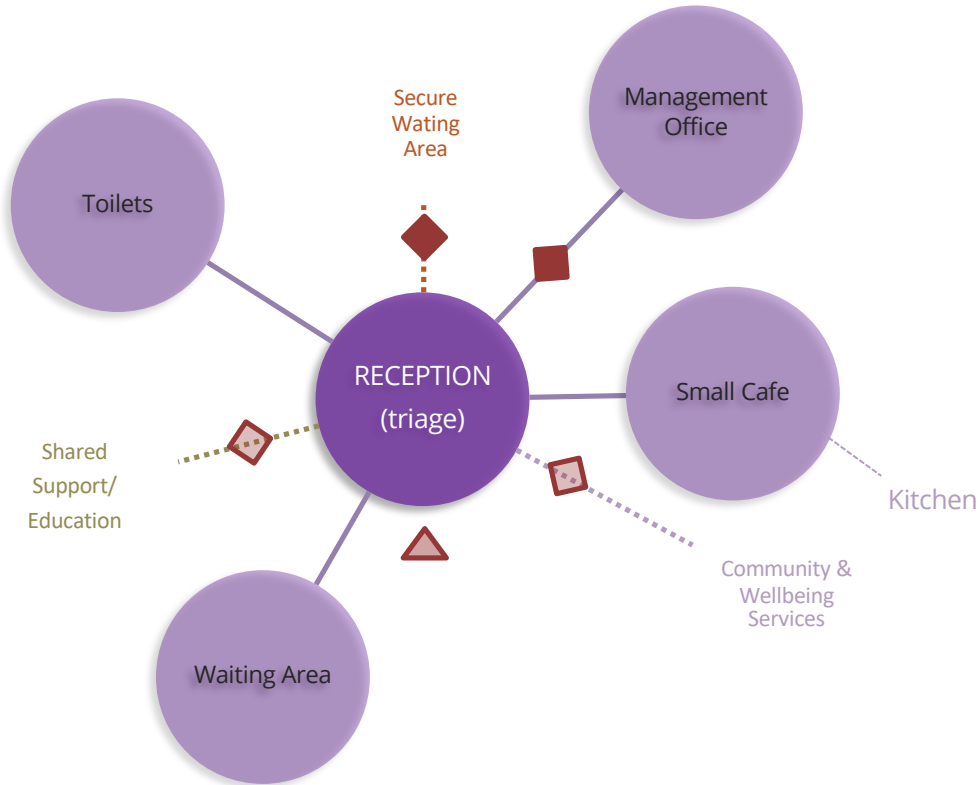 Secure
Wating
Area
Management
Office
Toilets
RECEPTION
(triage)
Small Cafe
Shared
Support/
Education
Kitchen
Community &
Wellbeing
Services
Waiting Area